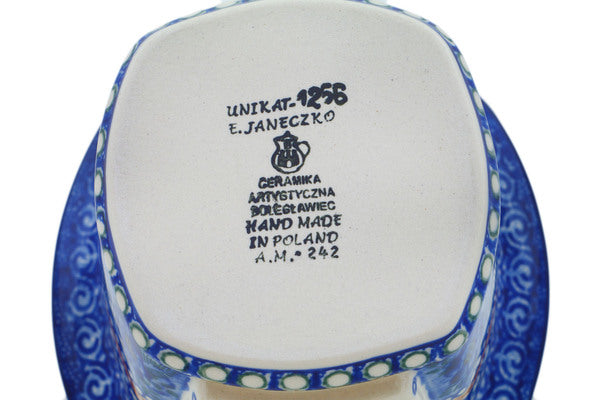 UNIKAT-1256
E. JANECZKO
CERAMIKA
ARTYSTYCZNA
BOLESŁAWIEC
HAND MADE
IN POLAND
A.M. • 242